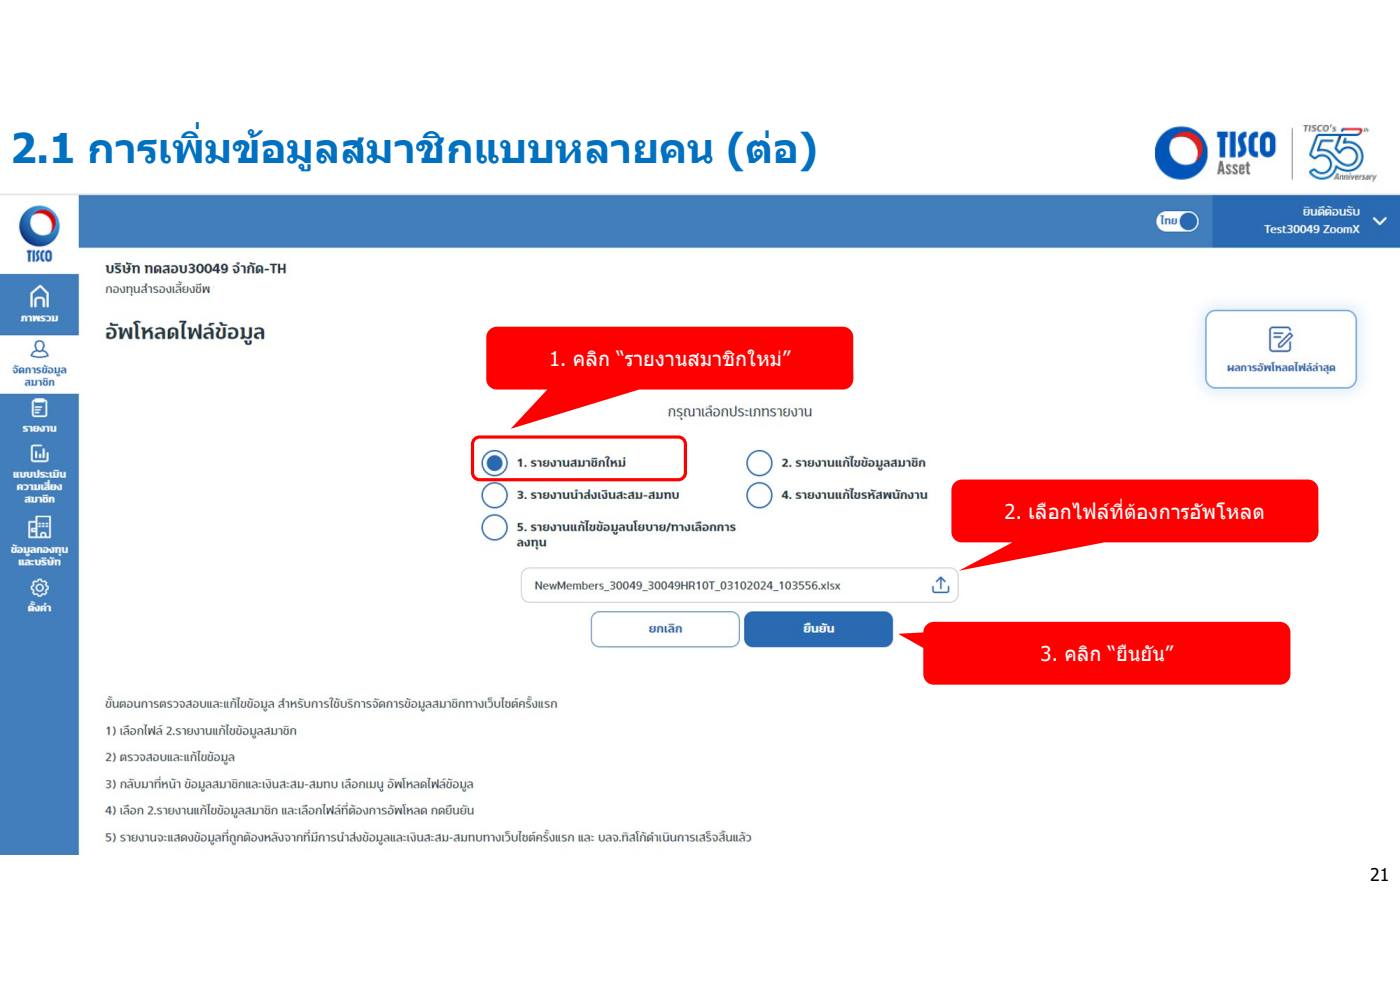 2.1 การเพิ่มข้อมูลสมาชิกแบบหลายคน (ต่อ)
TISCO
Asset
TISCO's
55th
Anniversary
TISCO
ไทย
ยินดีต้อนรับ
Test30049 ZoomX
บริษัท ทดสอบ30049 จำกัด-TH
กองทุนสำรองเลี้ยงชีพ
ภาพรวม
จัดการข้อมูล
สมาชิก
รายงาน
แบบประเมิน
ความเสี่ยง
สมาชิก
ข้อมูลกองทุน
และบริษัท
ตั้งค่า
อัพโหลดไฟล์ข้อมูล
ผลการอัพโหลดไฟล์ล่าสุด
1. คลิก “รายงานสมาชิกใหม่”
กรุณาเลือกประเภทรายงาน
1. รายงานสมาชิกใหม่
2. รายงานแก้ไขข้อมูลสมาชิก
3. รายงานนำส่งเงินสะสม-สมทบ
4. รายงานแก้ไขรหัสพนักงาน
5. รายงานแก้ไขข้อมูลนโยบาย/ทางเลือกการ
ลงทุน
2. เลือกไฟล์ที่ต้องการอัพโหลด
NewMembers_30049_30049HR10T_03102024_103556.xlsx
ยกเลิก
ยืนยัน
3. คลิก “ยืนยัน”
ขั้นตอนการตรวจสอบและแก้ไขข้อมูล สำหรับการใช้บริการจัดการข้อมูลสมาชิกทางเว็บไซต์ครั้งแรก
1) เลือกไฟล์ 2.รายงานแก้ไขข้อมูลสมาชิก
2) ตรวจสอบและแก้ไขข้อมูล
3) กลับมาที่หน้า ข้อมูลสมาชิกและเงินสะสม-สมทบ เลือกเมนู อัพโหลดไฟล์ข้อมูล
4) เลือก 2.รายงานแก้ไขข้อมูลสมาชิก และเลือกไฟล์ที่ต้องการอัพโหลด กดยืนยัน
5) รายงานจะแสดงข้อมูลที่ถูกต้องหลังจากที่มีการนำส่งข้อมูลและเงินสะสม-สมทบทางเว็บไซต์ครั้งแรก และ บลจ.ทิสโก้ดำเนินการเสร็จสิ้นแล้ว
21